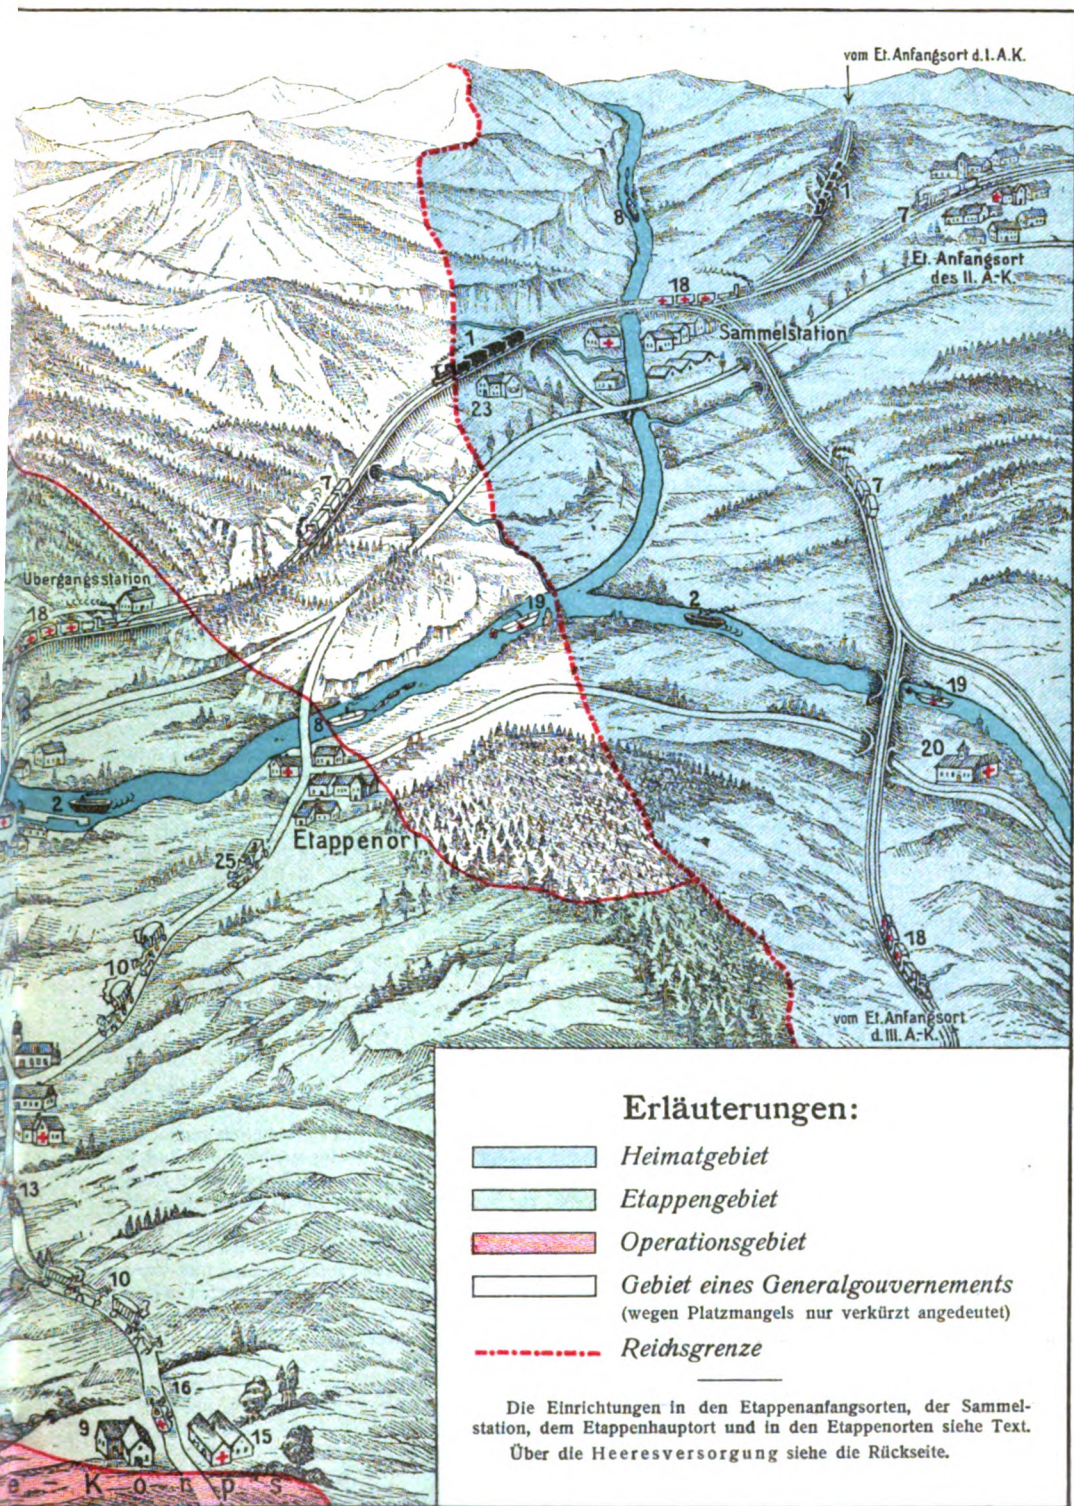 vom Et. Anfangsort d. I. A.K.
1
8
7
Et. Anfangsort
des II. A-K.
18
Sammelstation
1
23
7
7
Übergangsstation
18
19
2
19
8
20
2
Etappenort
25
18
10
vom Et. Anfangsort
d. III. A.-K.
13
10
16
9
15
e - K o r p s
Erläuterungen:
Heimatgebiet
Etappengebiet
Operationsgebiet
Gebiet eines Generalgouvernements
(wegen Platzmangels nur verkürzt angedeutet)
Reichsgrenze
Die Einrichtungen in den Etappenanfangsorten, der Sammel-
station, dem Etappenhauptort und in den Etappenorten siehe Text.
Über die Heeresversorgung siehe die Rückseite.